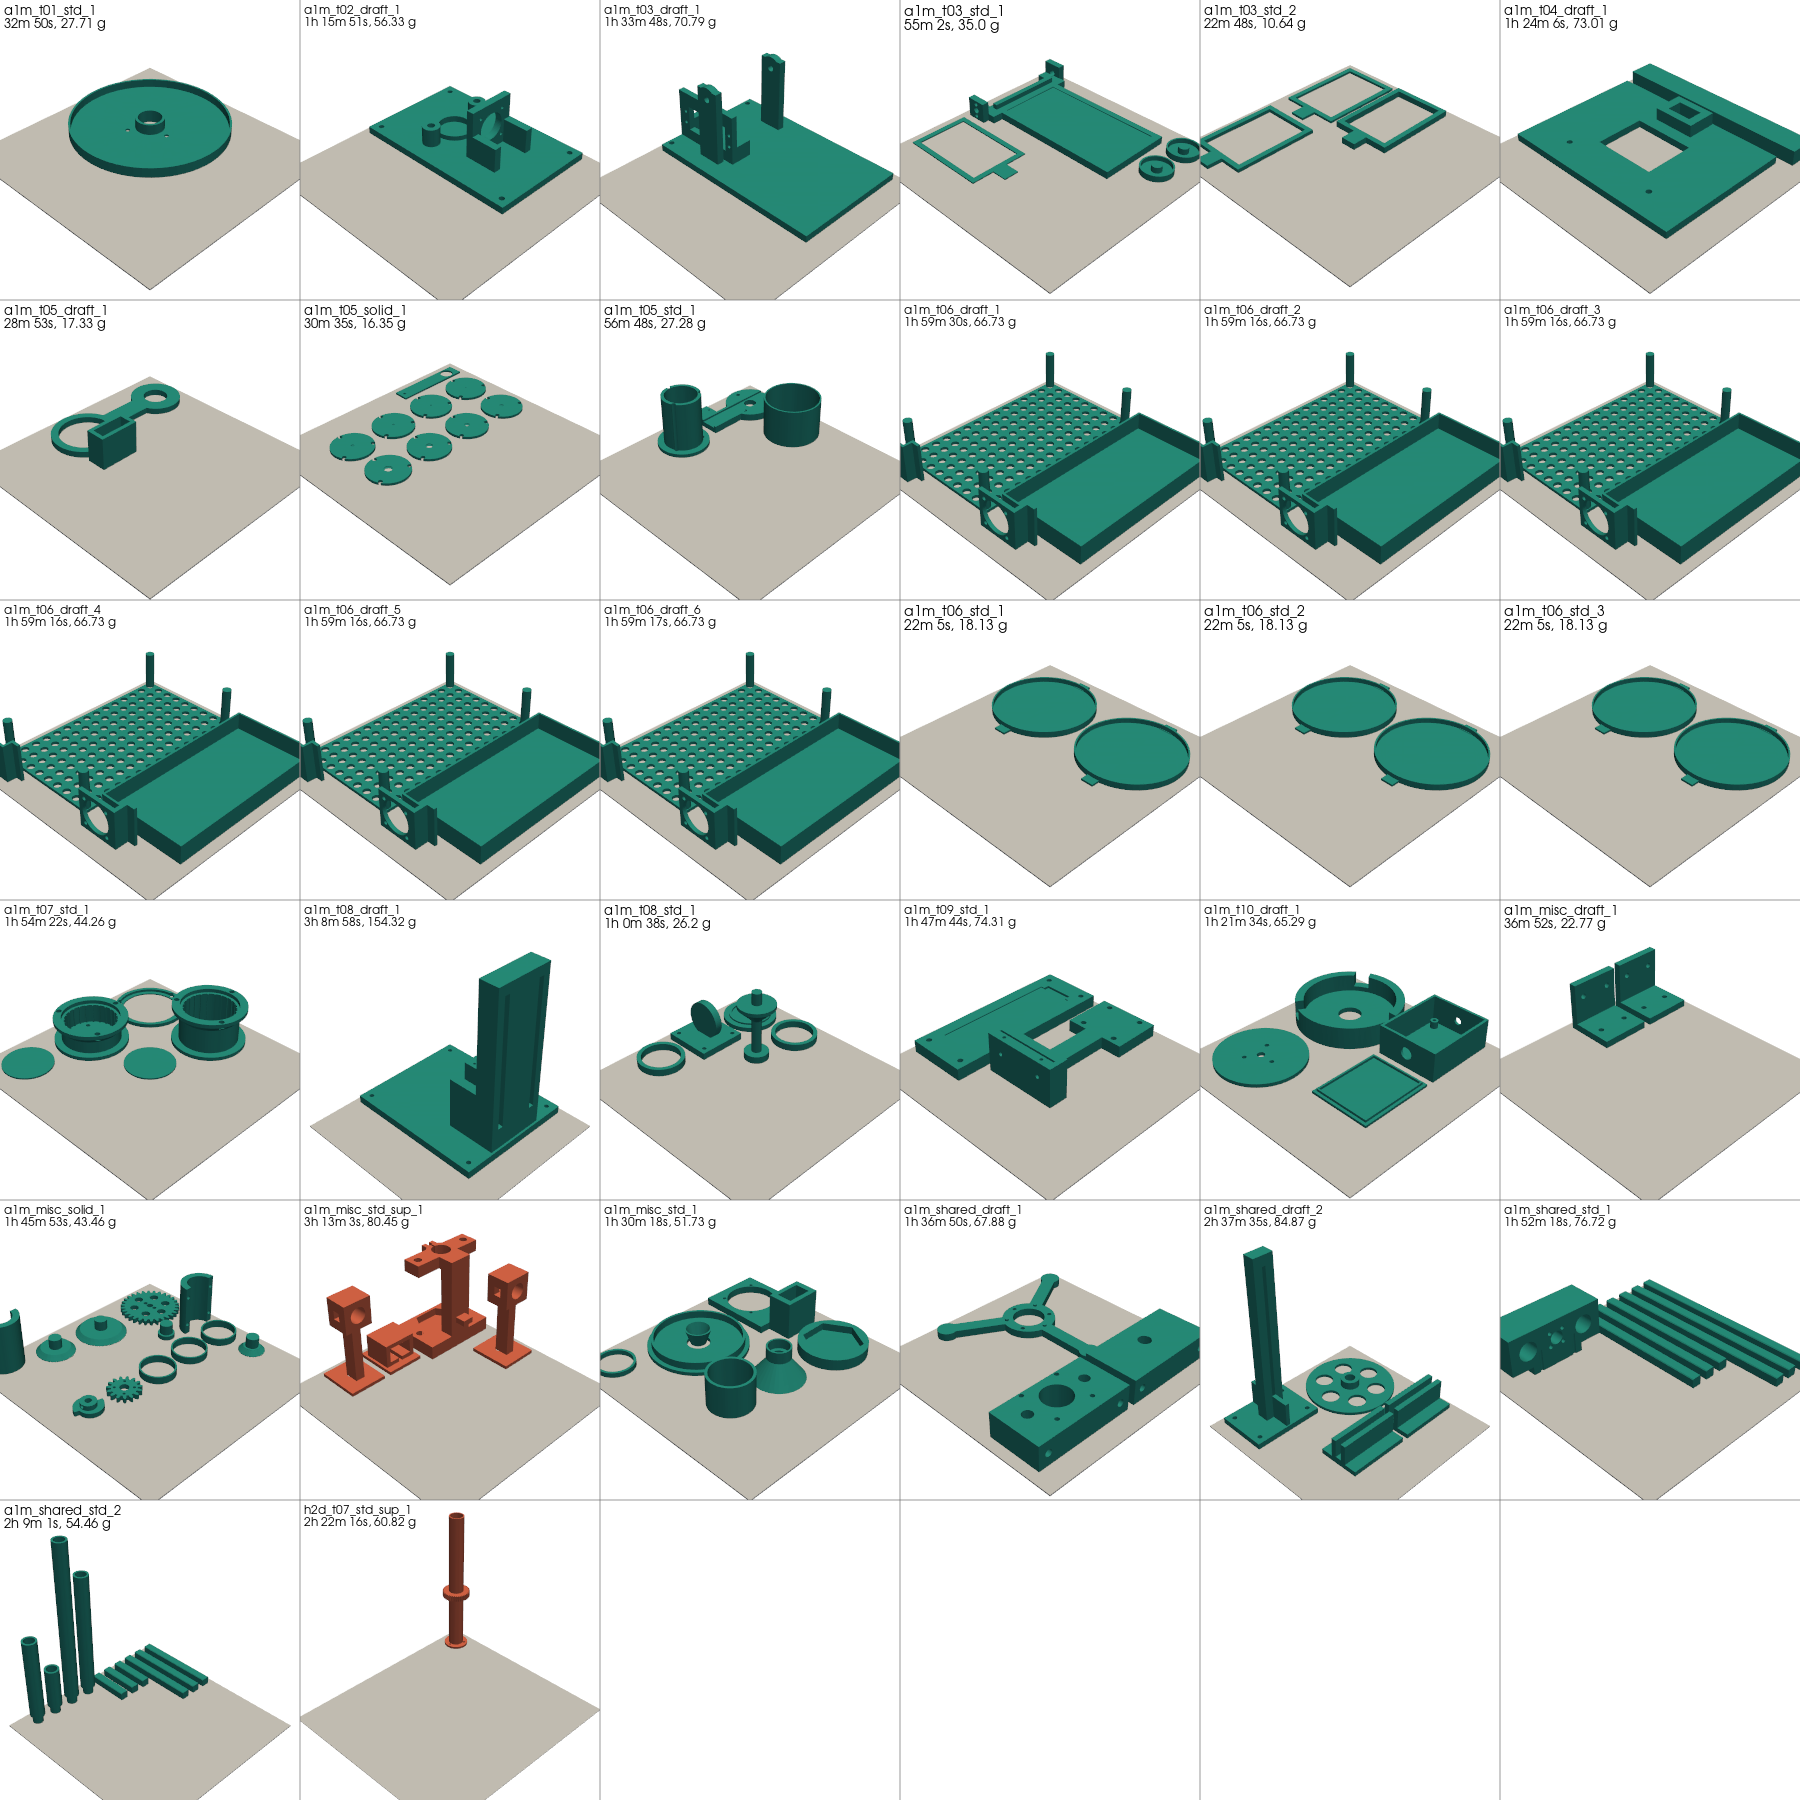 a1m_t01_std_1
32m 50s, 27.71 g
a1m_t02_draft_1
1h 15m 51s, 56.33 g
a1m_t03_draft_1
1h 33m 48s, 70.79 g
a1m_t03_std_1
55m 2s, 35.0 g
a1m_t03_std_2
22m 48s, 10.64 g
a1m_t04_draft_1
1h 24m 6s, 73.01 g
a1m_t05_draft_1
28m 53s, 17.33 g
a1m_t05_solid_1
30m 35s, 16.35 g
a1m_t05_std_1
56m 48s, 27.28 g
a1m_t06_draft_1
1h 59m 30s, 66.73 g
a1m_t06_draft_2
1h 59m 16s, 66.73 g
a1m_t06_draft_3
1h 59m 16s, 66.73 g
a1m_t06_draft_4
1h 59m 16s, 66.73 g
a1m_t06_draft_5
1h 59m 16s, 66.73 g
a1m_t06_draft_6
1h 59m 17s, 66.73 g
a1m_t06_std_1
22m 5s, 18.13 g
a1m_t06_std_2
22m 5s, 18.13 g
a1m_t06_std_3
22m 5s, 18.13 g
a1m_t07_std_1
1h 54m 22s, 44.26 g
a1m_t08_draft_1
3h 8m 58s, 154.32 g
a1m_t08_std_1
1h 0m 38s, 26.2 g
a1m_t09_std_1
1h 47m 44s, 74.31 g
a1m_t10_draft_1
1h 21m 34s, 65.29 g
a1m_misc_draft_1
36m 52s, 22.77 g
a1m_misc_solid_1
1h 45m 53s, 43.46 g
a1m_misc_std_sup_1
3h 13m 3s, 80.45 g
a1m_misc_std_1
1h 30m 18s, 51.73 g
a1m_shared_draft_1
1h 36m 50s, 67.88 g
a1m_shared_draft_2
2h 37m 35s, 84.87 g
a1m_shared_std_1
1h 52m 18s, 76.72 g
a1m_shared_std_2
2h 9m 1s, 54.46 g
h2d_t07_std_sup_1
2h 22m 16s, 60.82 g